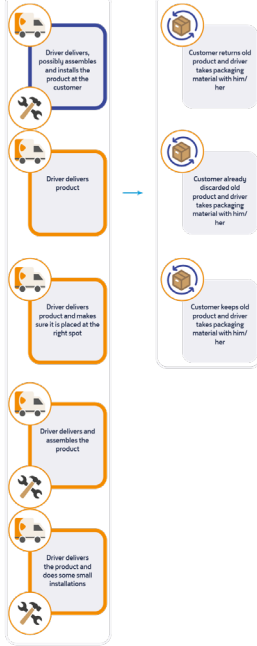 Driver delivers,
possibly assembles
and installs the
product at the
customer
Driver delivers
product
Driver delivers
product and makes
sure it is placed at the
right spot
Driver delivers and
assembles the
product
Driver delivers
the product and
does some small
installations
Customer returns old
product and driver
takes packaging
material with him/
her
Customer already
discarded old
product and driver
takes packaging
material with him/
her
Customer keeps old
product and driver
takes packaging
material with him/
her